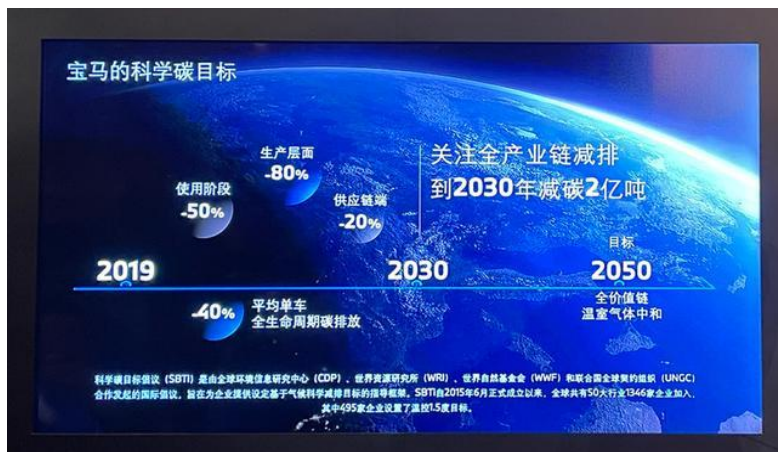 宝马的科学碳目标
生产层面
-80%
使用阶段
-50%
供应链端
-20%
关注全产业链减排
到2030年减碳2亿吨
目标
2019
2030
2050
-40%
平均单车
全生命周期碳排放
全价值链
温室气体中和
科学碳目标倡议（SBTI）是由全球环境信息研究中心（CDP）、世界资源研究所（WRI）、世界自然基金会（WWF）和联合国全球契约组织（UNGC）
合作发起的国际倡议，旨在为企业提供设定基于气候科学减排目标的指导框架。SBTI自2015年6月正式成立以来，全球共有50大行业1346家企业加入，
其中495家企业设置了温控1.5度目标。